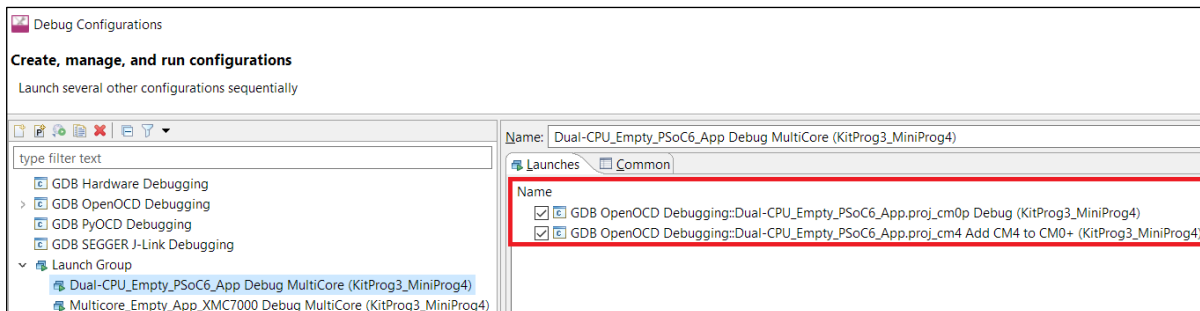 Debug Configurations
Create, manage, and run configurations
Launch several other configurations sequentially
type filter text
GDB Hardware Debugging
GDB OpenOCD Debugging
GDB PyOCD Debugging
GDB SEGGER J-Link Debugging
Launch Group
Dual-CPU_Empty_PSoC6_App Debug MultiCore (KitProg3_MiniProg4)
Multicore_Empty_App_XMC7000 Debug MultiCore (KitProg3_MiniProg4)
Name: Dual-CPU_Empty_PSoC6_App Debug MultiCore (KitProg3_MiniProg4)
Launches Common
Name
GDB OpenOCD Debugging::Dual-CPU_Empty_PSoC6_App.proj_cm0p Debug (KitProg3_MiniProg4)
GDB OpenOCD Debugging::Dual-CPU_Empty_PSoC6_App.proj_cm4 Add CM4 to CM0+ (KitProg3_MiniProg4)